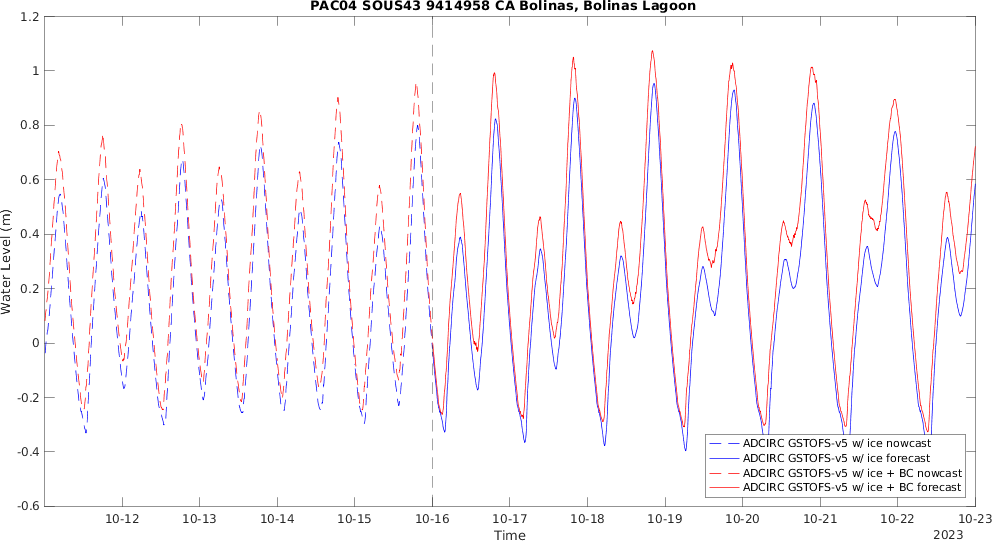 PAC04 SOUS43 9414958 CA Bolinas, Bolinas Lagoon
1.2
1
0.8
0.6
0.4
0.2
0
-0.2
-0.4
-0.6
Water Level (m)
10-12 10-13 10-14 10-15 10-16 10-17 10-18 10-19 10-20 10-21 10-22 10-23
Time
2023
ADCIRC GSTOFS-v5 w/ ice nowcast
ADCIRC GSTOFS-v5 w/ ice forecast
ADCIRC GSTOFS-v5 w/ ice + BC nowcast
ADCIRC GSTOFS-v5 w/ ice + BC forecast